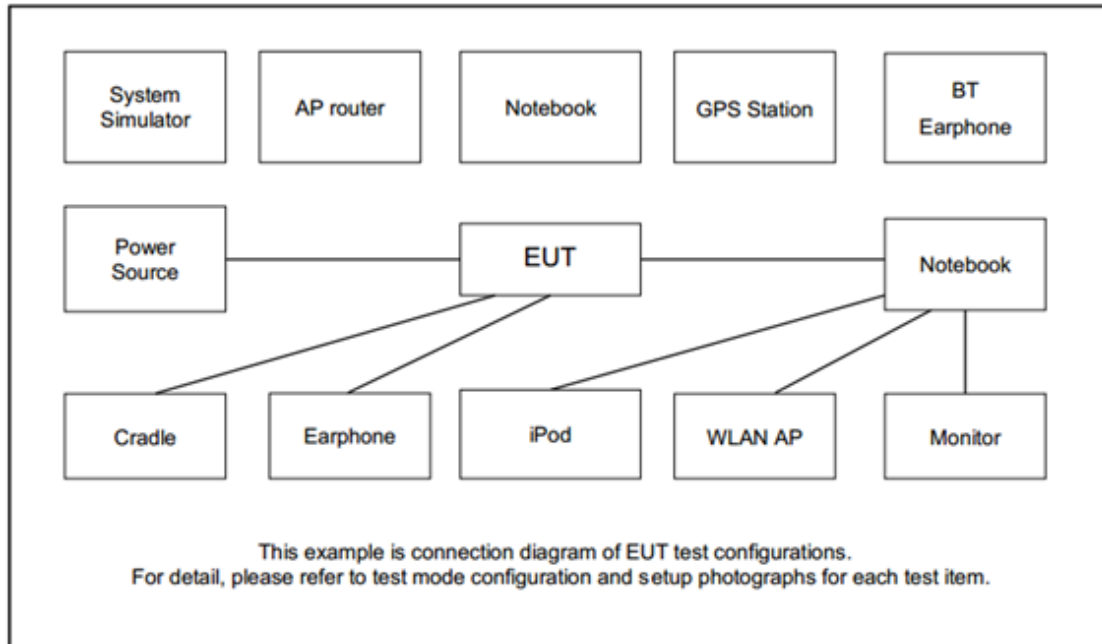 System
Simulator
AP router
Notebook
GPS Station
BT
Earphone
Power
Source
EUT
Notebook
Cradle
Earphone
iPod
WLAN AP
Monitor
This example is connection diagram of EUT test configurations.
For detail, please refer to test mode configuration and setup photographs for each test item.